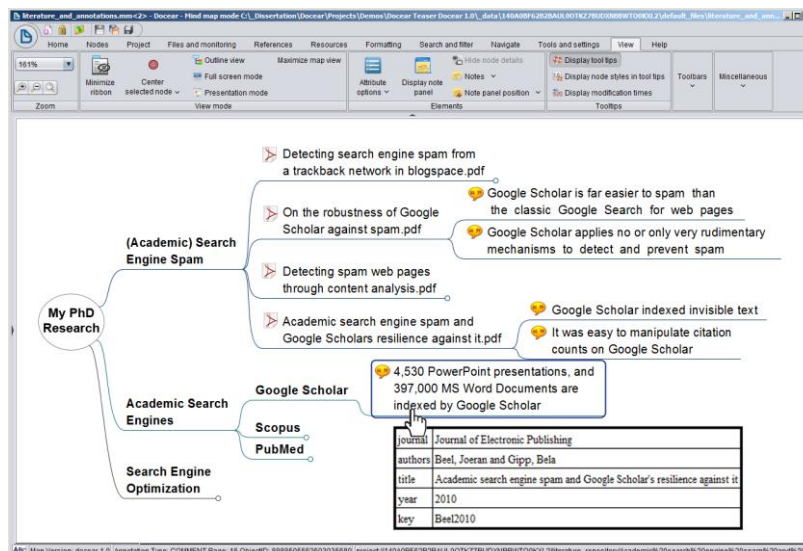 literature_and_annotations.mm<2> - Docear - Mind map mode
Home Nodes Project Files and monitoring References Resources Formatting Search and filter Navigate Tools and settings View Help
161%
Zoom
Minimize
ribbon
Center
selected node
Outline view
Full screen mode
Presentation mode
Maximize map view
View mode
Attribute
options
Display note
panel
Hide node details
Notes
Note panel position
Elements
Display tool tips
Display node styles in tool tips
Display modification times
Tooltips
Toolbars
Miscellaneous
My PhD
Research
(Academic) Search
Engine Spam
Detecting search engine spam from
a trackback network in blogspace.pdf
On the robustness of Google
Scholar against spam.pdf
Google Scholar is far easier to spam than
the classic Google Search for web pages
Google Scholar applies no or only very rudimentary
mechanisms to detect and prevent spam
Detecting spam web pages
through content analysis.pdf
Academic search engine spam and
Google Scholars resilience against it.pdf
Google Scholar indexed invisible text
It was easy to manipulate citation
counts on Google Scholar
Academic Search
Engines
Google Scholar
4,530 PowerPoint presentations, and
397,000 MS Word Documents are
indexed by Google Scholar
Scopus
PubMed
Search Engine
Optimization
journal Journal of Electronic Publishing
authors Beel, Joeran and Gipp, Bela
title Academic search engine spam and Google Scholar's resilience against it
year 2010
key Beel2010